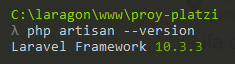 C:\laragon\www\proy-platzi
λ php artisan --version
Laravel Framework 10.3.3